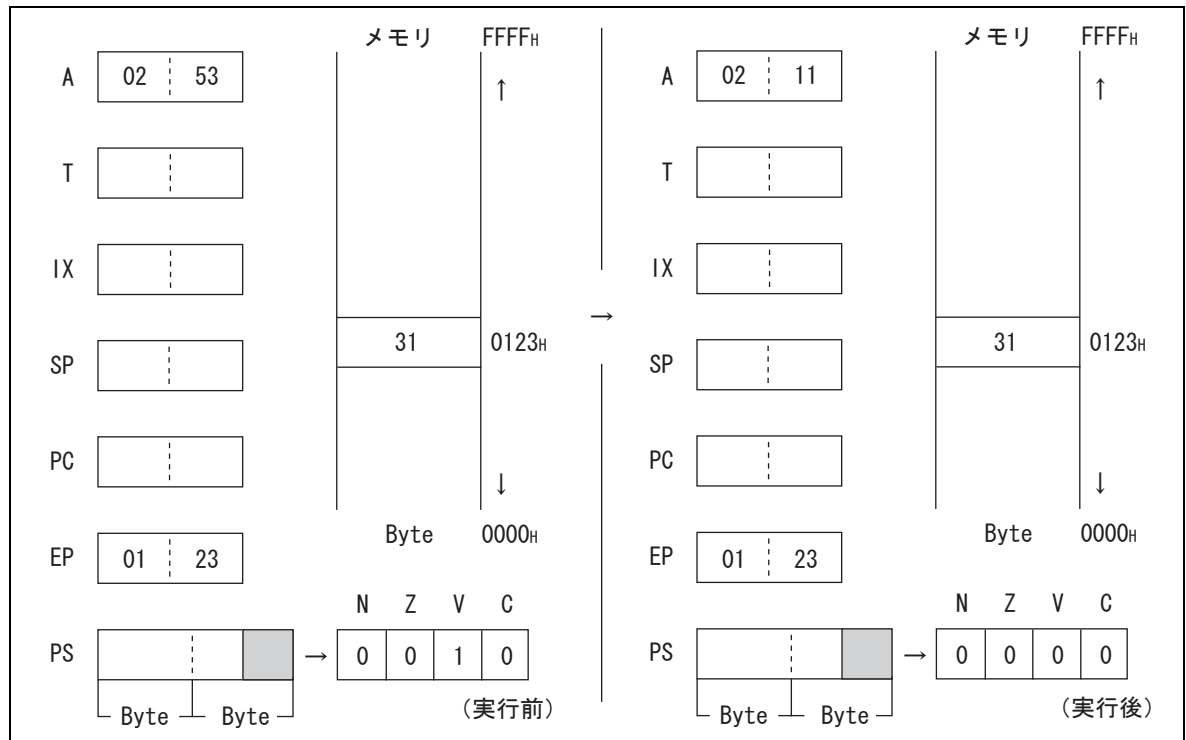 メモリ FFFFH
A 02 53
↑
T
IX
31 0123H
SP
PC
↓
Byte 0000H
EP 01 23
N Z V C
PS → 0 0 1 0
Byte Byte
(実行前)
→
メモリ FFFFH
A 02 11
↑
T
IX
31 0123H
SP
PC
↓
Byte 0000H
EP 01 23
N Z V C
PS → 0 0 0 0
Byte Byte
(実行後)